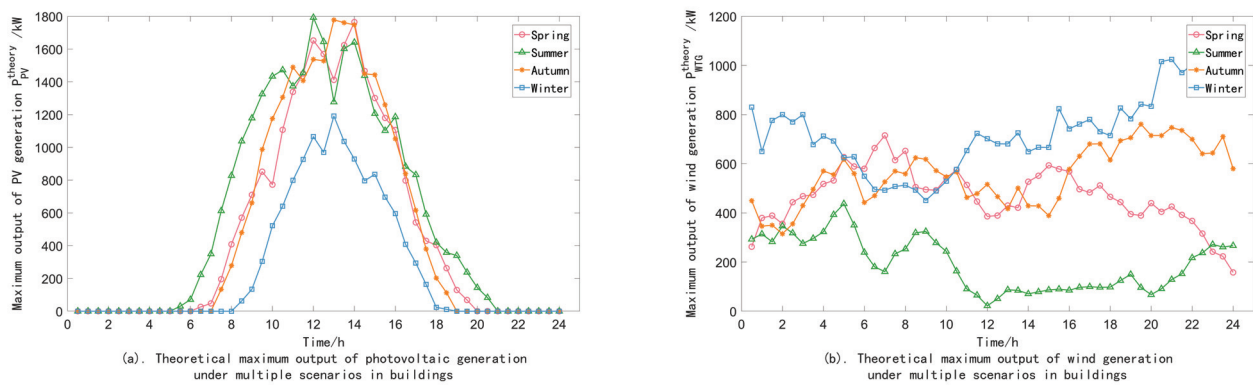 Maximum output of PV generation P_PV^theory /kW
1800
1600
1400
1200
1000
800
600
400
200
0
0 2 4 6 8 10 12 14 16 18 20 22 24
Time/h
Spring
Summer
Autumn
Winter
(a). Theoretical maximum output of photovoltaic generation
under multiple scenarios in buildings
Maximum output of wind generation P_WTG^theory /kW
1200
1000
800
600
400
200
0
0 2 4 6 8 10 12 14 16 18 20 22 24
Time/h
Spring
Summer
Autumn
Winter
(b). Theoretical maximum output of wind generation
under multiple scenarios in buildings